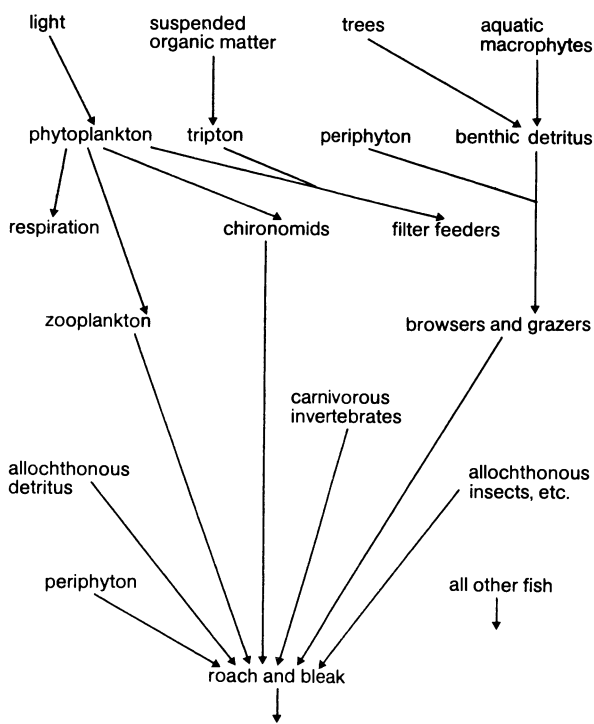 light
suspended
organic matter
trees
aquatic
macrophytes
phytoplankton
tripton
periphyton
benthic detritus
respiration
chironomids
filter feeders
zooplankton
browsers and grazers
carnivorous
invertebrates
allochthonous
detritus
allochthonous
insects, etc.
periphyton
all other fish
roach and bleak